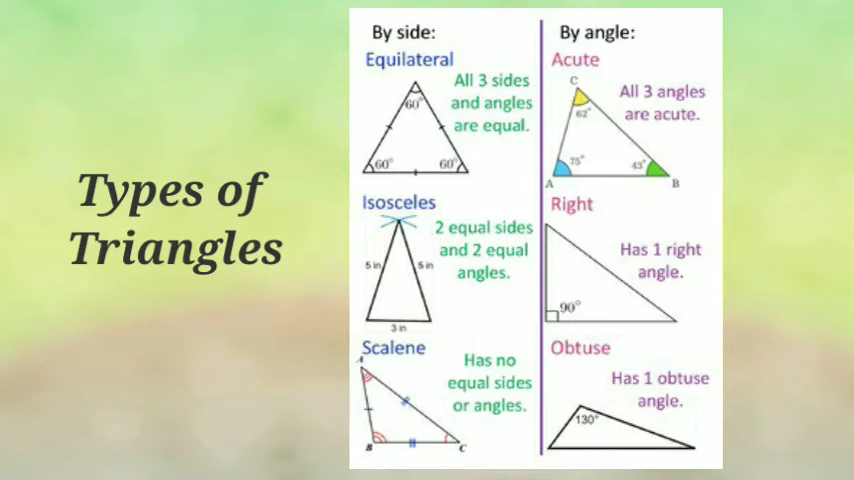 Types of
Triangles
By side:
Equilateral
All 3 sides
and angles
are equal.
60°
60°
60°
Isosceles
2 equal sides
and 2 equal
angles.
5 in
5 in
3 in
Scalene
Has no
equal sides
or angles.
A
B
C
By angle:
Acute
All 3 angles
are acute.
C
62°
75°
43°
A
B
Right
Has 1 right
angle.
90°
Obtuse
Has 1 obtuse
angle.
130°